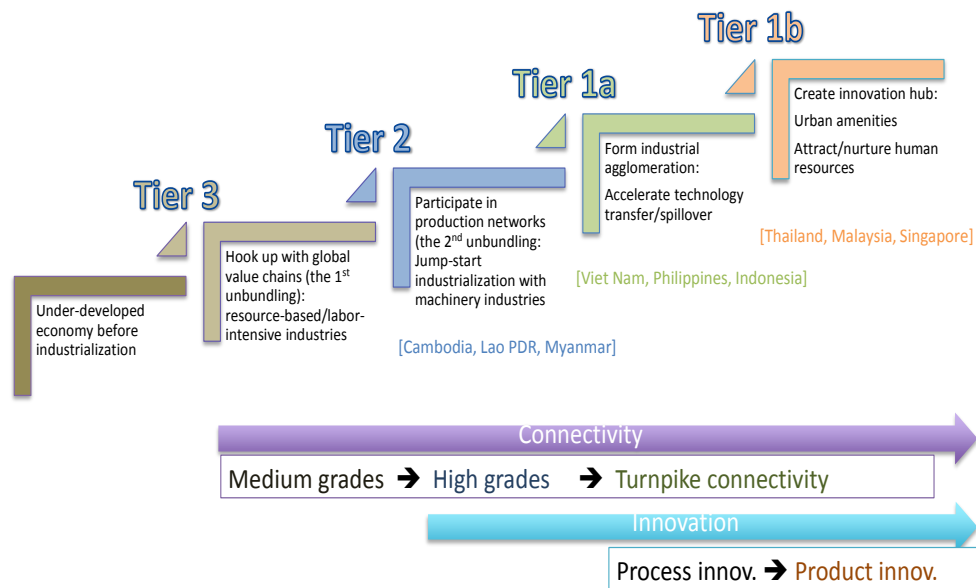 Tier 3
Under-developed
economy before
industrialization
Tier 2
Hook up with global
value chains (the 1st
unbundling):
resource-based/labor-
intensive industries
Tier 1a
Participate in
production networks
(the 2nd unbundling:
Jump-start
industrialization with
machinery industries
[Cambodia, Lao PDR, Myanmar]
Tier 1b
Form industrial
agglomeration:
Accelerate technology
transfer/spillover
[Viet Nam, Philippines, Indonesia]
Create innovation hub:
Urban amenities
Attract/nurture human
resources
[Thailand, Malaysia, Singapore]
Connectivity
Medium grades ➔ High grades ➔ Turnpike connectivity
Innovation
Process innov. ➔ Product innov.